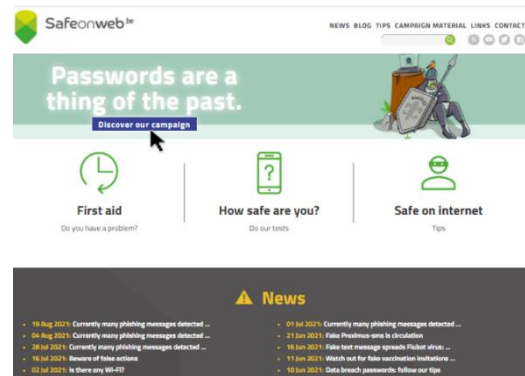 Safeonweb.be
NEWS BLOG TIPS CAMPAIGN MATERIAL LINKS CONTACT
Passwords are a
thing of the past.
Discover our campaign
?
First aid
Do you have a problem?
How safe are you?
Do our tests
Safe on internet
Tips
News
19 Aug 2021: Currently many phishing messages detected ...
04 Aug 2021: Currently many phishing messages detected ...
28 Jul 2021: Currently many phishing messages detected ...
16 Jul 2021: Beware of false actions
02 Jul 2021: Is there any Wi-Fi?
01 Jul 2021: Currently many phishing messages detected ...
21 Jun 2021: Fake Proximus-sms is circulation
16 Jun 2021: Fake text message spreads Flubot virus: ...
11 Jun 2021: Watch out for fake vaccination invitations ...
10 Jun 2021: Data breach passwords: follow our tips